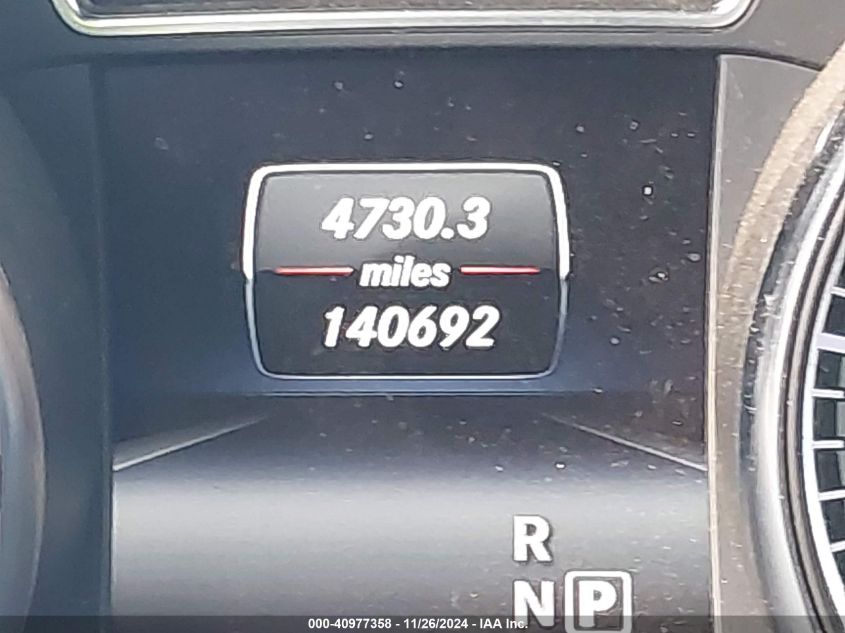 4730.3
miles
140692
R
N P
000-40977358 - 11/26/2024 - IAA Inc.